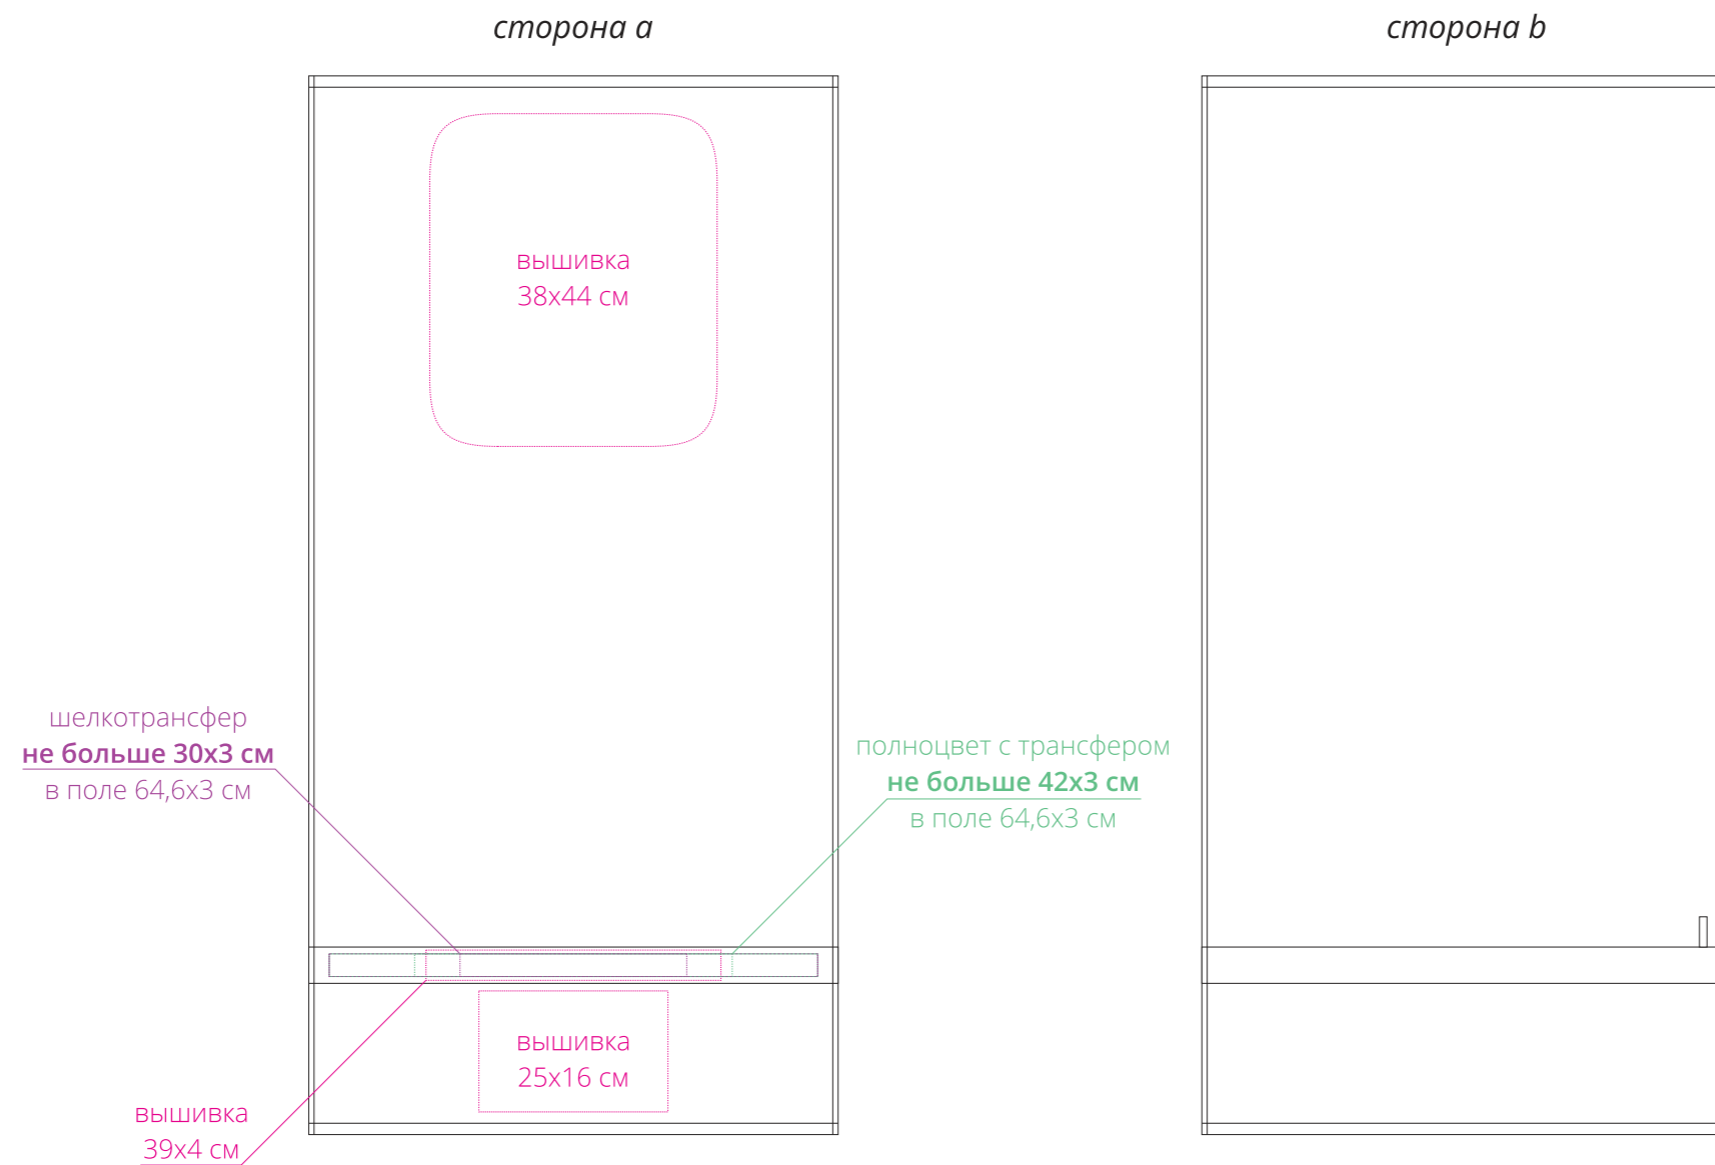 сторона a
сторона b
вышивка
38x44 см
шелкотрансфер
не больше 30x3 см
в поле 64,6x3 см
полноцвет с трансфером
не больше 42x3 см
в поле 64,6x3 см
вышивка
25x16 см
вышивка
39x4 см